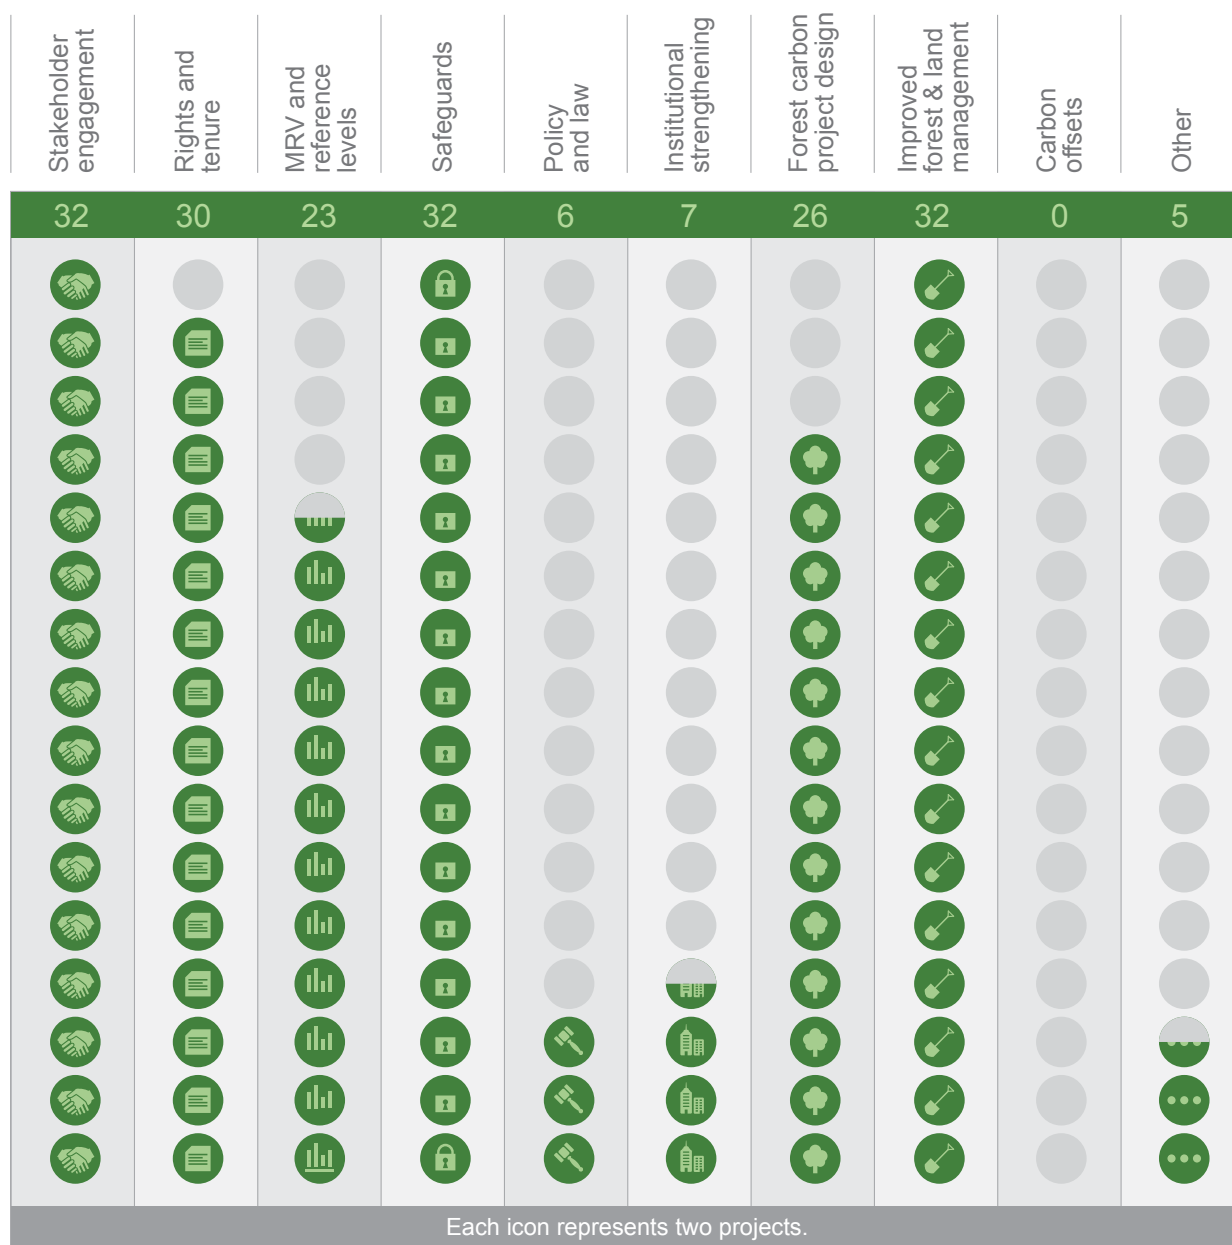 Stakeholder
engagement
Rights and
tenure
MRV and
reference
levels
Safeguards
Policy
and law
Institutional
strengthening
Forest carbon
project design
Improved
forest & land
management
Carbon
offsets
Other
32 30 23 32 6 7 26 32 0 5
Each icon represents two projects.